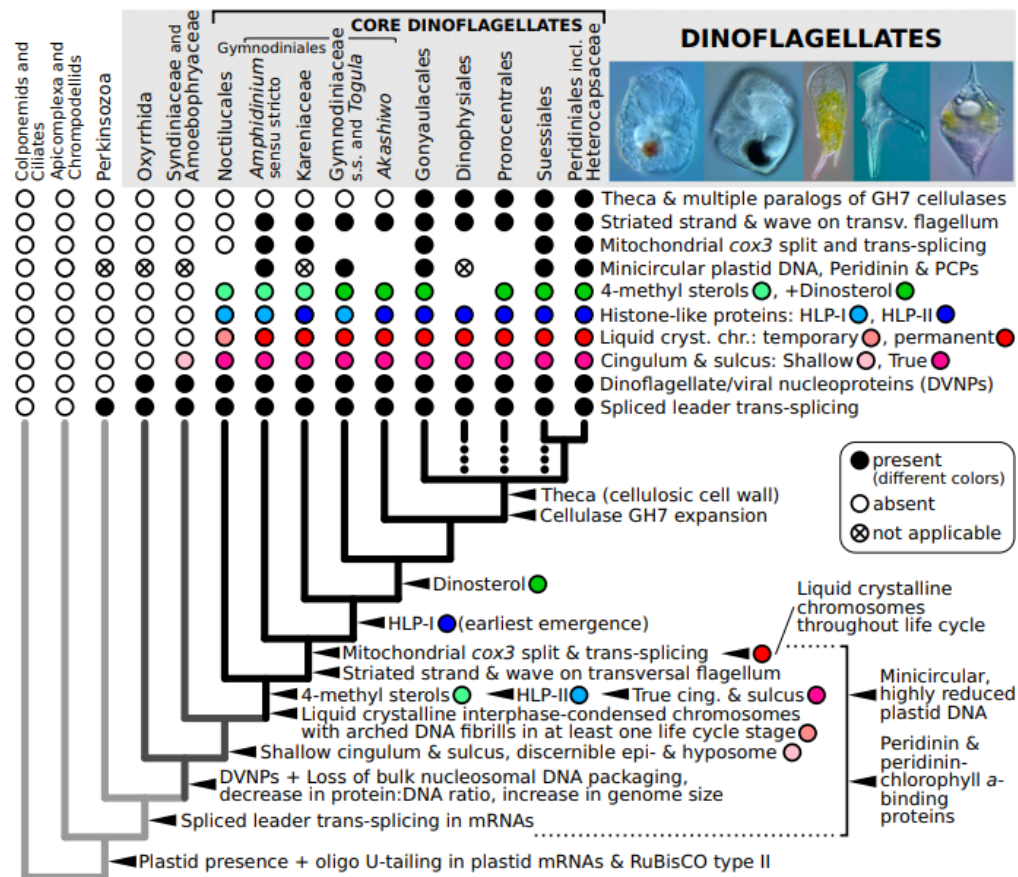 CORE DINOFLAGELLATES
DINOFLAGELLATES
Gymnodiniales
Colponemids and
Ciliates
Apicomplexa and
Chrompodellids
Perkinsozoa
Oxyrrhida
Syndiniaceae and
Amoebophryaceae
Noctilucales
Amphidinium
sensu stricto
Kareniaceae
Gymnodiniaceae
s.s. and Togula
Akashiwo
Gonyaulacales
Dinophysiales
Prorocentrales
Suessiales
Peridiniales incl.
Heterocapsaceae
Theca & multiple paralogs of GH7 cellulases
Striated strand & wave on transv. flagellum
Mitochondrial cox3 split and trans-splicing
Minicircular plastid DNA, Peridinin & PCPs
4-methyl sterols , +Dinosterol
Histone-like proteins: HLP-I , HLP-II
Liquid cryst. chr.: temporary , permanent
Cingulum & sulcus: Shallow , True
Dinoflagellate/viral nucleoproteins (DVNPs)
Spliced leader trans-splicing
present
(different colors)
absent
not applicable
Theca (cellulosic cell wall)
Cellulase GH7 expansion
Dinosterol
Liquid crystalline
chromosomes
throughout life cycle
HLP-I (earliest emergence)
Mitochondrial cox3 split & trans-splicing
Striated strand & wave on transversal flagellum
4-methyl sterols HLP-II True cing. & sulcus
Liquid crystalline interphase-condensed chromosomes
with arched DNA fibrills in at least one life cycle stage
Shallow cingulum & sulcus, discernible epi- & hyposome
Minicircular,
highly reduced
plastid DNA
Peridinin &
peridinin-
chlorophyll a-
binding
proteins
DVNPs + Loss of bulk nucleosomal DNA packaging,
decrease in protein:DNA ratio, increase in genome size
Spliced leader trans-splicing in mRNAs
Plastid presence + oligo U-tailing in plastid mRNAs & RuBisCO type II